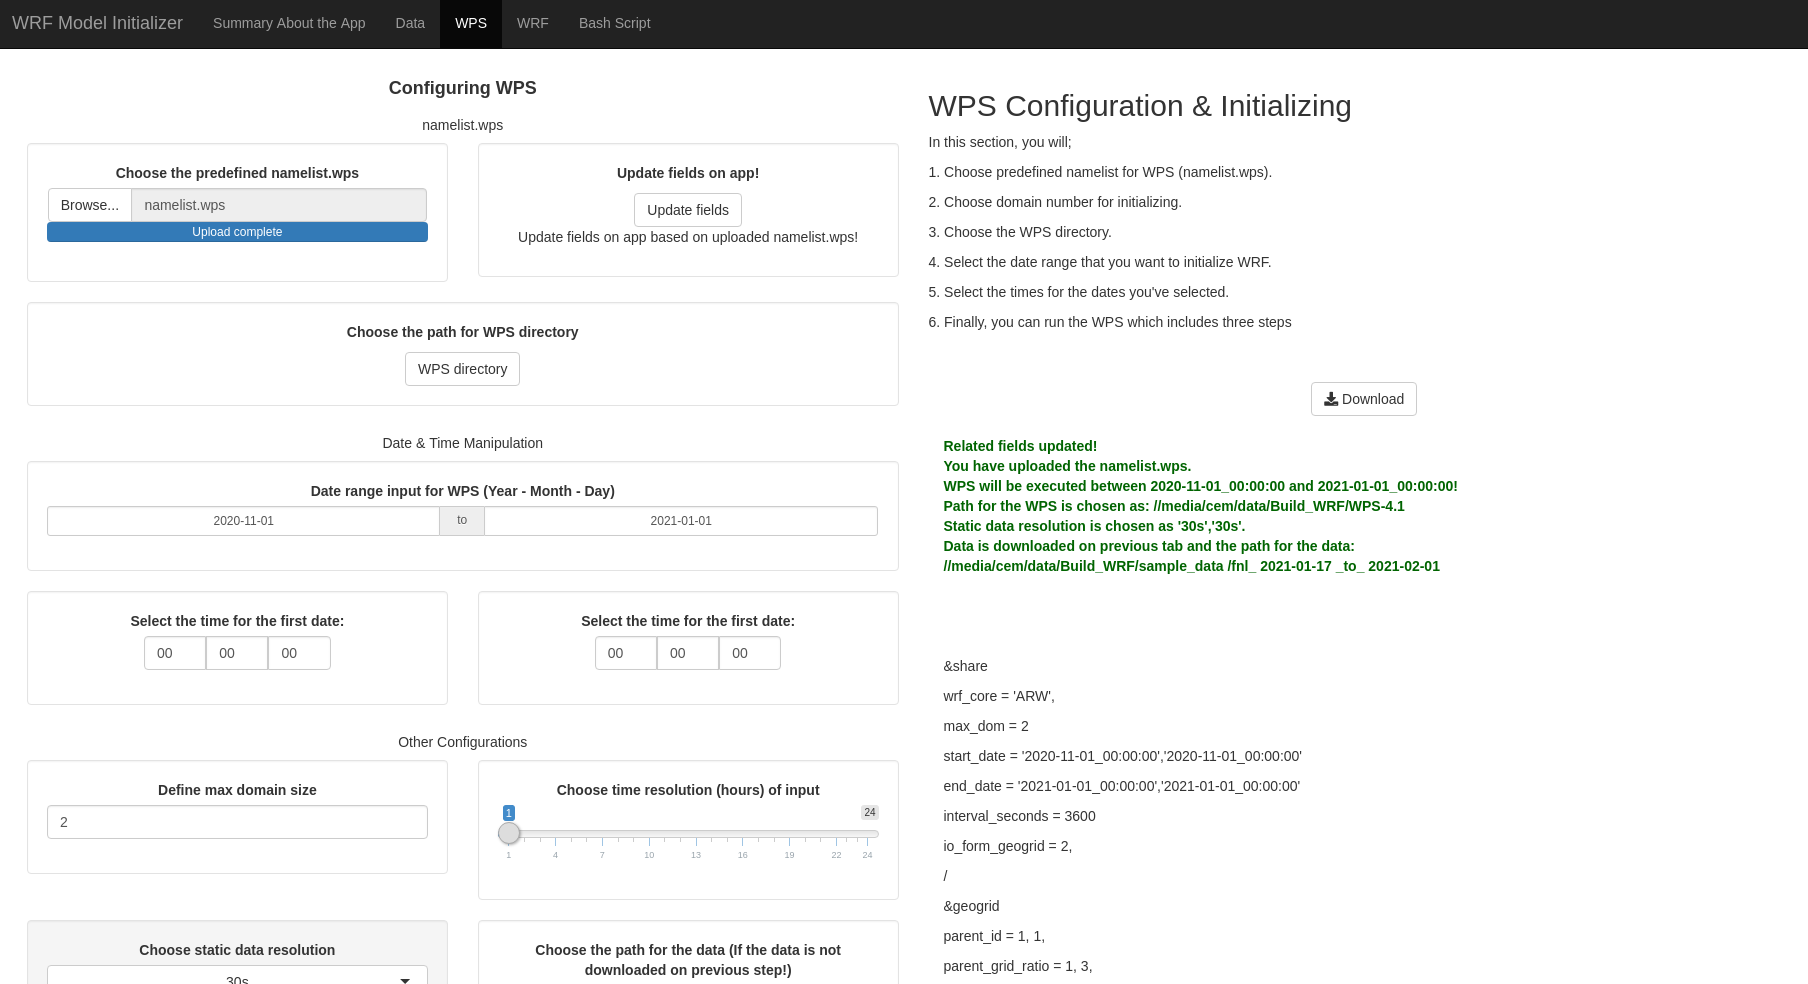 WRF Model Initializer Summary About the App Data WPS WRF Bash Script
Configuring WPS
namelist.wps
Choose the predefined namelist.wps
Browse... namelist.wps
Upload complete
Update fields on app!
Update fields
Update fields on app based on uploaded namelist.wps!
Choose the path for WPS directory
WPS directory
Date & Time Manipulation
Date range input for WPS (Year - Month - Day)
2020-11-01 to 2021-01-01
Select the time for the first date:
00 00 00
Select the time for the first date:
00 00 00
Other Configurations
Define max domain size
2
Choose time resolution (hours) of input
1 24
1 4 7 10 13 16 19 22 24
Choose static data resolution
30s
Choose the path for the data (If the data is not
downloaded on previous step!)
WPS Configuration & Initializing
In this section, you will;
1. Choose predefined namelist for WPS (namelist.wps).
2. Choose domain number for initializing.
3. Choose the WPS directory.
4. Select the date range that you want to initialize WRF.
5. Select the times for the dates you've selected.
6. Finally, you can run the WPS which includes three steps
Download
Related fields updated!
You have uploaded the namelist.wps.
WPS will be executed between 2020-11-01_00:00:00 and 2021-01-01_00:00:00!
Path for the WPS is chosen as: //media/cem/data/Build_WRF/WPS-4.1
Static data resolution is chosen as '30s','30s'.
Data is downloaded on previous tab and the path for the data:
//media/cem/data/Build_WRF/sample_data /fnl_ 2021-01-17 _to_ 2021-02-01
&share
wrf_core = 'ARW',
max_dom = 2
start_date = '2020-11-01_00:00:00','2020-11-01_00:00:00'
end_date = '2021-01-01_00:00:00','2021-01-01_00:00:00'
interval_seconds = 3600
io_form_geogrid = 2,
/
&geogrid
parent_id = 1, 1,
parent_grid_ratio = 1, 3,